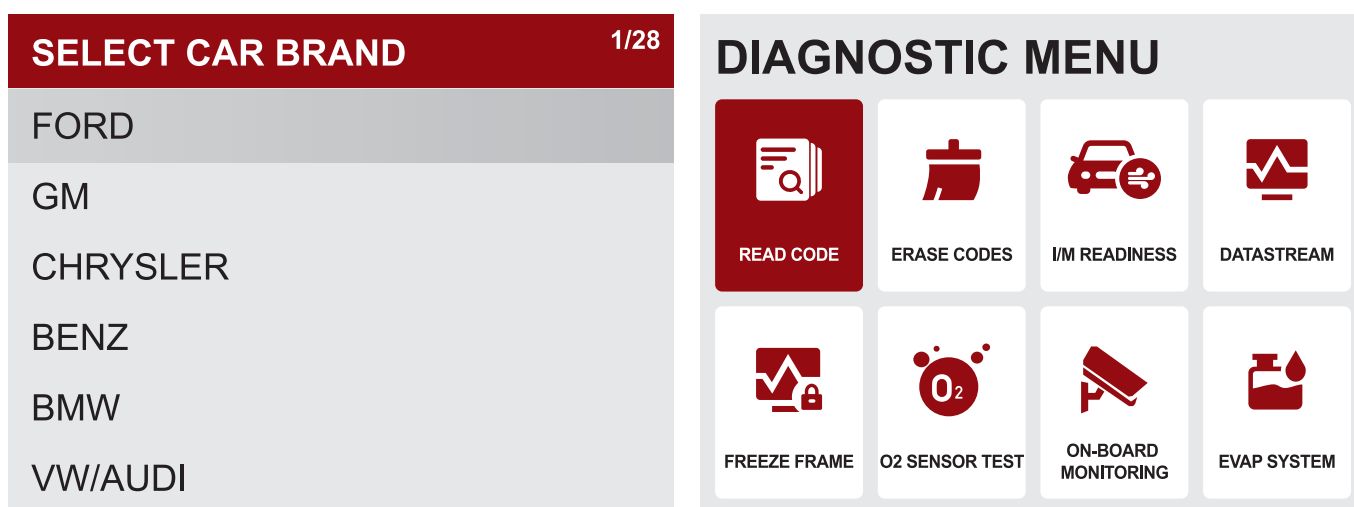 SELECT CAR BRAND 1/28
FORD
GM
CHRYSLER
BENZ
BMW
VW/AUDI
DIAGNOSTIC MENU
READ CODE
ERASE CODES
I/M READINESS
DATASTREAM
FREEZE FRAME
O2
O2 SENSOR TEST
ON-BOARD
MONITORING
EVAP SYSTEM